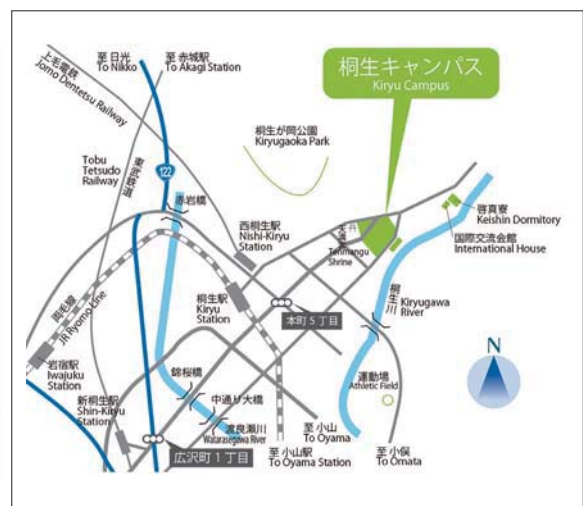 上毛電鉄
Jomo Dentetsu Railway
至 日光
To Nikko
至 赤城駅
To Akagi Station
桐生キャンパス
Kiryu Campus
桐生が岡公園
Kiryugaoka Park
Tobu
Tetsudo
Railway
東武鉄道
122
赤岩橋
西桐生駅
Nishi-Kiryu
Station
天満宮
Tenmangu
Shrine
啓真寮
Keishin Dormitory
国際交流会館
International House
両毛線
JR Ryomo Line
桐生駅
Kiryu
Station
本町5丁目
桐生川
Kiryugawa
River
N
岩宿駅
Iwajuku
Station
新桐生駅
Shin-Kiryu
Station
錦桜橋
中通り大橋
渡良瀬川
Watarasegawa River
運動場
Athletic Field
広沢町1丁目
至 小山
To Oyama
至 小山駅
To Oyama Station
至 小俣
To Omata